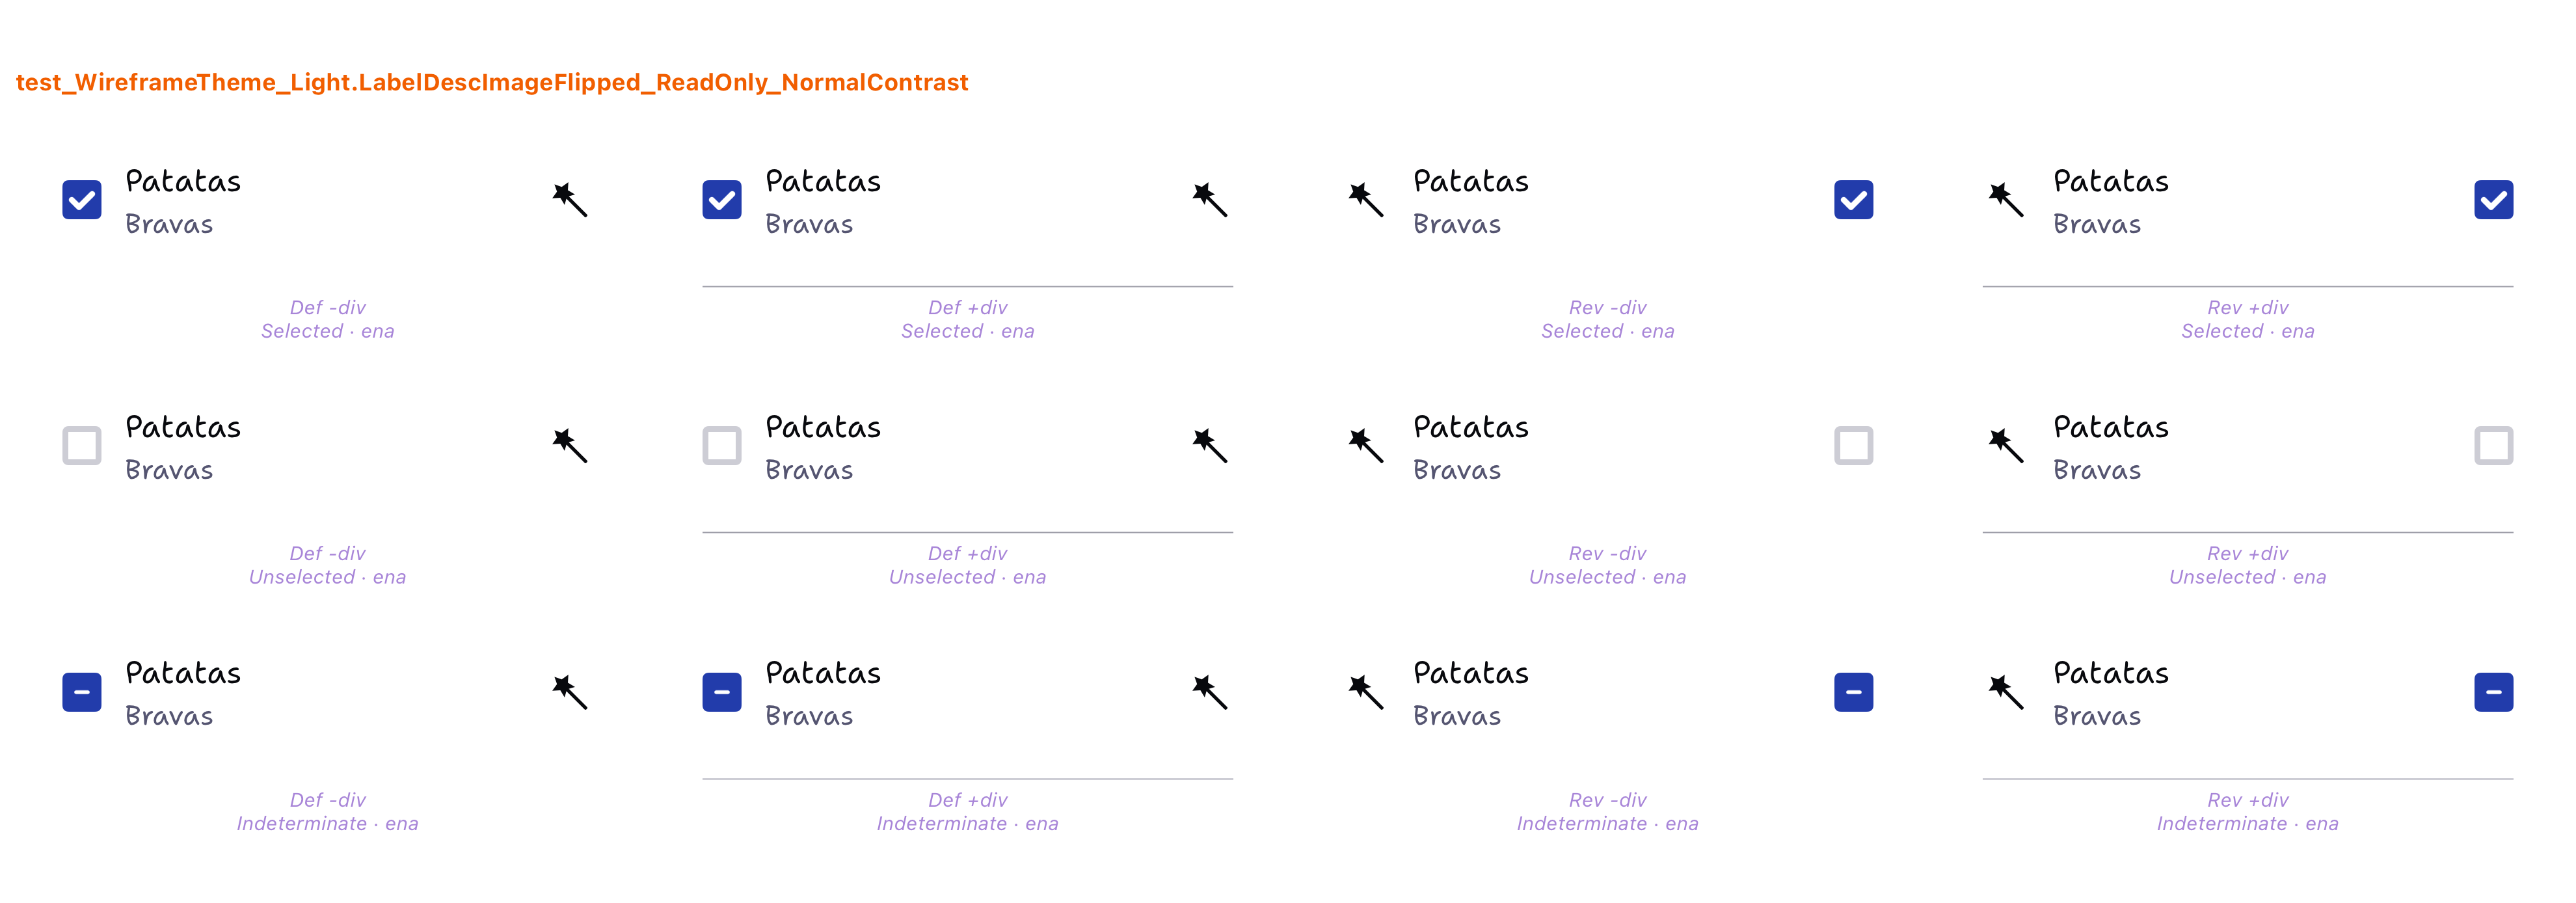 test_WireframeTheme_Light.LabelDescImageFlipped_ReadOnly_NormalContrast
Patatas
Bravas
Def -div
Selected · ena
Patatas
Bravas
Def +div
Selected · ena
Patatas
Bravas
Rev -div
Selected · ena
Patatas
Bravas
Rev +div
Selected · ena
Patatas
Bravas
Def -div
Unselected · ena
Patatas
Bravas
Def +div
Unselected · ena
Patatas
Bravas
Rev -div
Unselected · ena
Patatas
Bravas
Rev +div
Unselected · ena
Patatas
Bravas
Def -div
Indeterminate · ena
Patatas
Bravas
Def +div
Indeterminate · ena
Patatas
Bravas
Rev -div
Indeterminate · ena
Patatas
Bravas
Rev +div
Indeterminate · ena